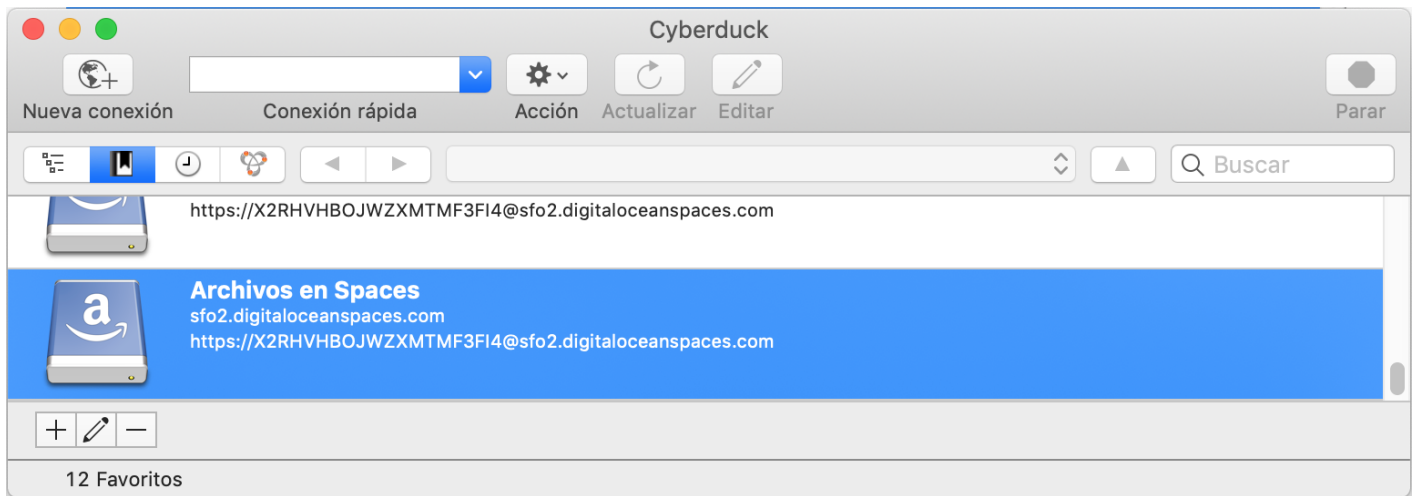 Cyberduck
Nueva conexión
Conexión rápida
Acción
Actualizar
Editar
Parar
Buscar
https://X2RHVHBOJWZXMTMF3FI4@sfo2.digitaloceanspaces.com
Archivos en Spaces
sfo2.digitaloceanspaces.com
https://X2RHVHBOJWZXMTMF3FI4@sfo2.digitaloceanspaces.com
12 Favoritos